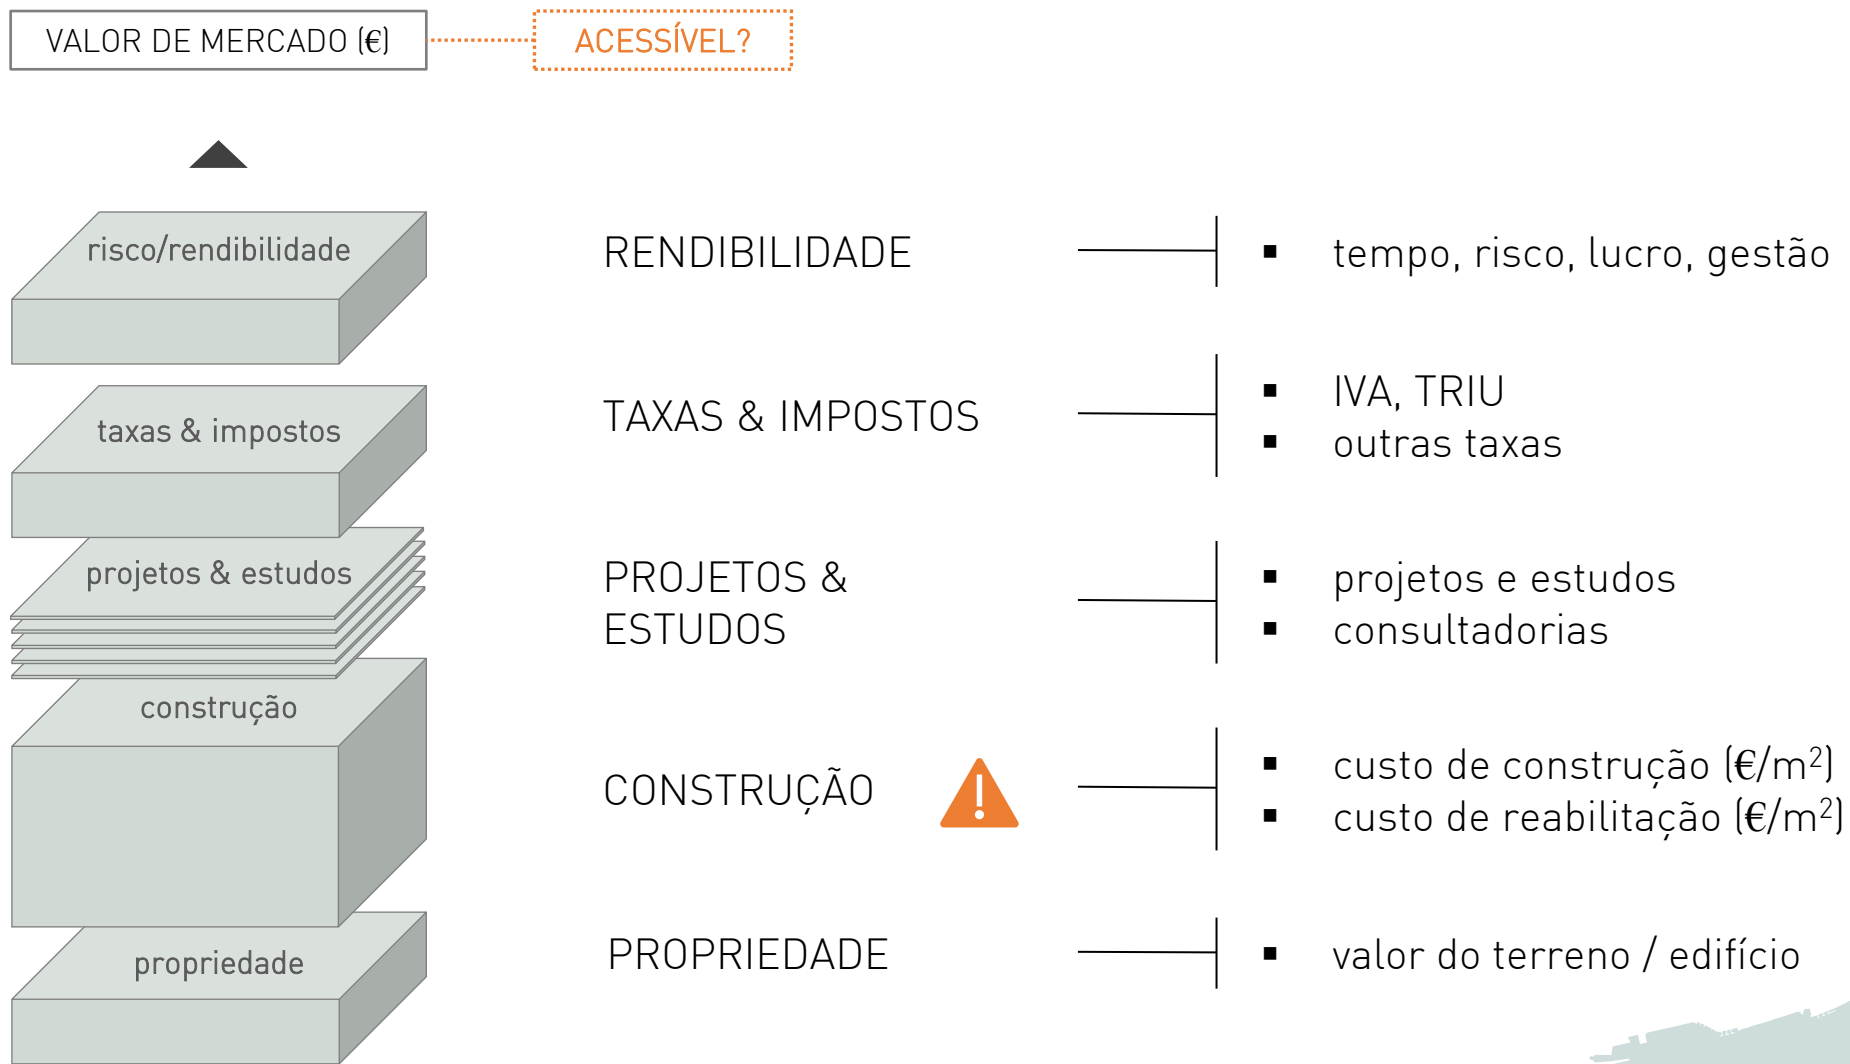 VALOR DE MERCADO (€)
ACESSÍVEL?
risco/rendibilidade
RENDIBILIDADE
▪ tempo, risco, lucro, gestão
taxas & impostos
TAXAS & IMPOSTOS
▪ IVA, TRIU
▪ outras taxas
projetos & estudos
PROJETOS &
ESTUDOS
▪ projetos e estudos
▪ consultadorias
construção
CONSTRUÇÃO
▪ custo de construção (€/m²)
▪ custo de reabilitação (€/m²)
propriedade
PROPRIEDADE
▪ valor do terreno / edifício